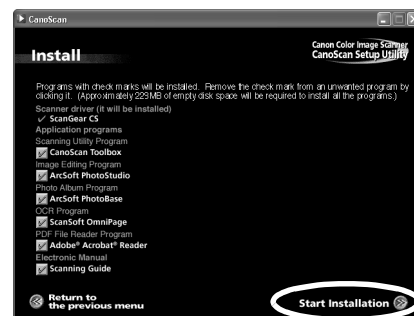 CanoScan
Install
Canon Color Image Scanner
CanoScan Setup Utility
Programs with check marks will be installed. Remove the check mark from an unwanted program by
clicking it. (Approximately 229MB of empty disk space will be required to install all the programs.)
Scanner driver (it will be installed)
ScanGear CS
Application programs
Scanning Utility Program
CanoScan Toolbox
Image Editing Program
ArcSoft PhotoStudio
Photo Album Program
ArcSoft PhotoBase
OCR Program
ScanSoft OmniPage
PDF File Reader Program
Adobe® Acrobat® Reader
Electronic Manual
Scanning Guide
Return to
the previous menu
Start Installation